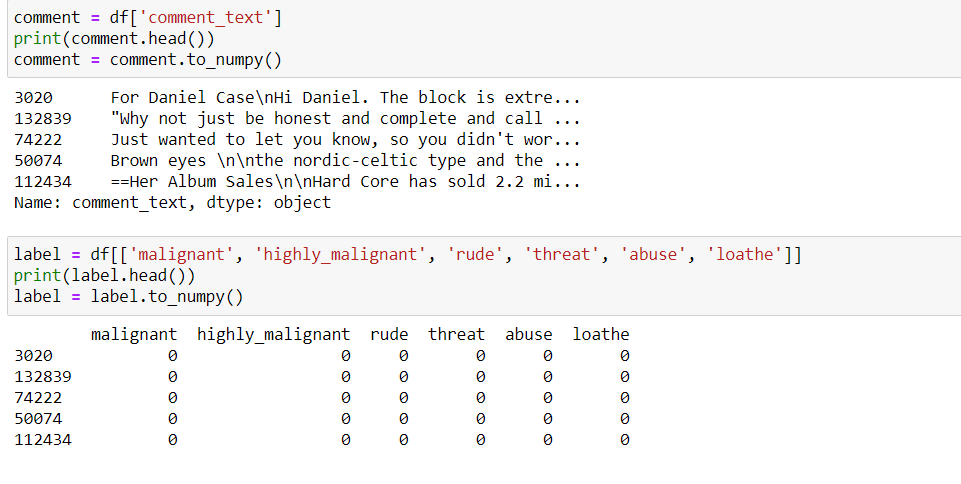 comment = df['comment_text']
print(comment.head())
comment = comment.to_numpy()
3020      For Daniel Case\nHi Daniel. The block is extre...
132839    "Why not just be honest and complete and call ...
74222     Just wanted to let you know, so you didn't wor...
50074     Brown eyes \n\nthe nordic-celtic type and the ...
112434    ==Her Album Sales\n\nHard Core has sold 2.2 mi...
Name: comment_text, dtype: object
label = df[['malignant', 'highly_malignant', 'rude', 'threat', 'abuse', 'loathe']]
print(label.head())
label = label.to_numpy()
        malignant  highly_malignant  rude  threat  abuse  loathe
3020            0                 0     0       0      0       0
132839          0                 0     0       0      0       0
74222           0                 0     0       0      0       0
50074           0                 0     0       0      0       0
112434          0                 0     0       0      0       0